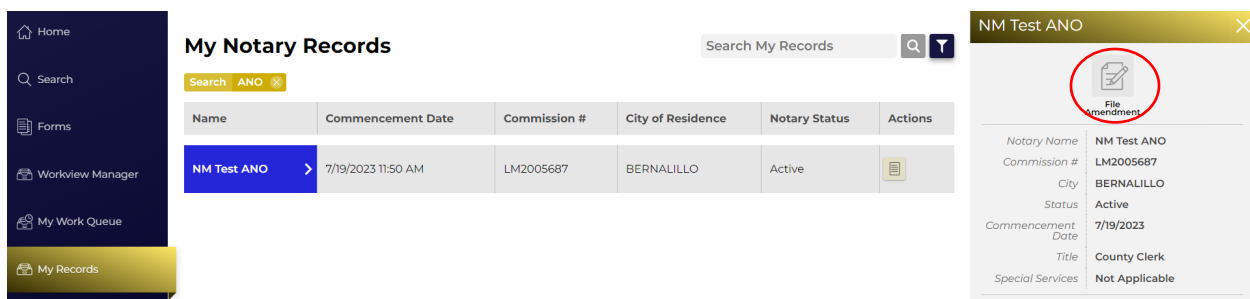 Home
Search
Forms
Workview Manager
My Work Queue
My Records
My Notary Records
Search My Records
Search ANO
Name Commencement Date Commission # City of Residence Notary Status Actions
NM Test ANO 7/19/2023 11:50 AM LM2005687 BERNALILLO Active
NM Test ANO
File
Amendment
Notary Name NM Test ANO
Commission # LM2005687
City BERNALILLO
Status Active
Commencement 7/19/2023
Date
Title County Clerk
Special Services Not Applicable